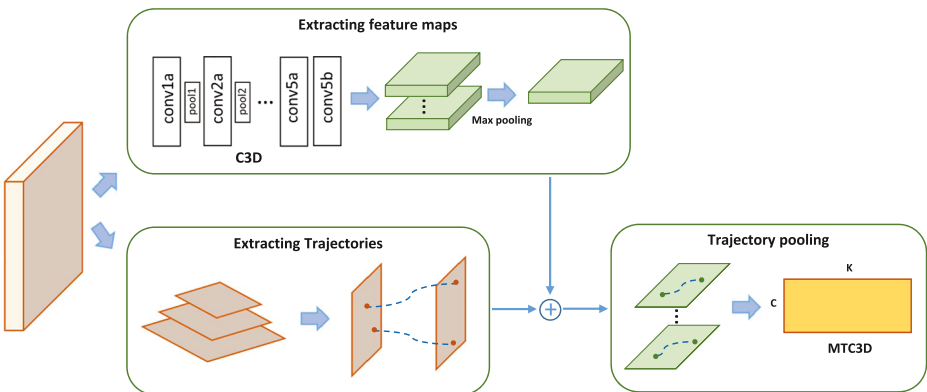 Extracting feature maps
conv1a
pool1
conv2a
pool2
...
conv5a
conv5b
C3D
Max pooling
Extracting Trajectories
Trajectory pooling
K
C
MTC3D